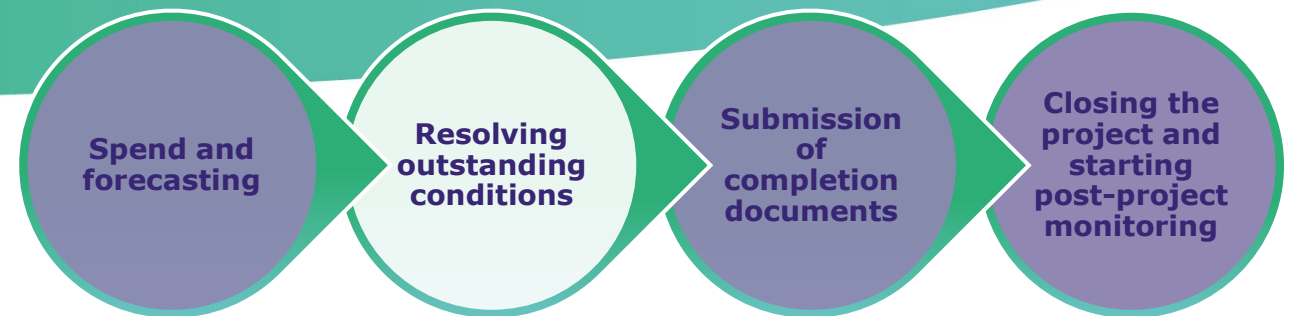 Spend and
forecasting
Resolving
outstanding
conditions
Submission
of
completion
documents
Closing the
project and
starting
post-project
monitoring